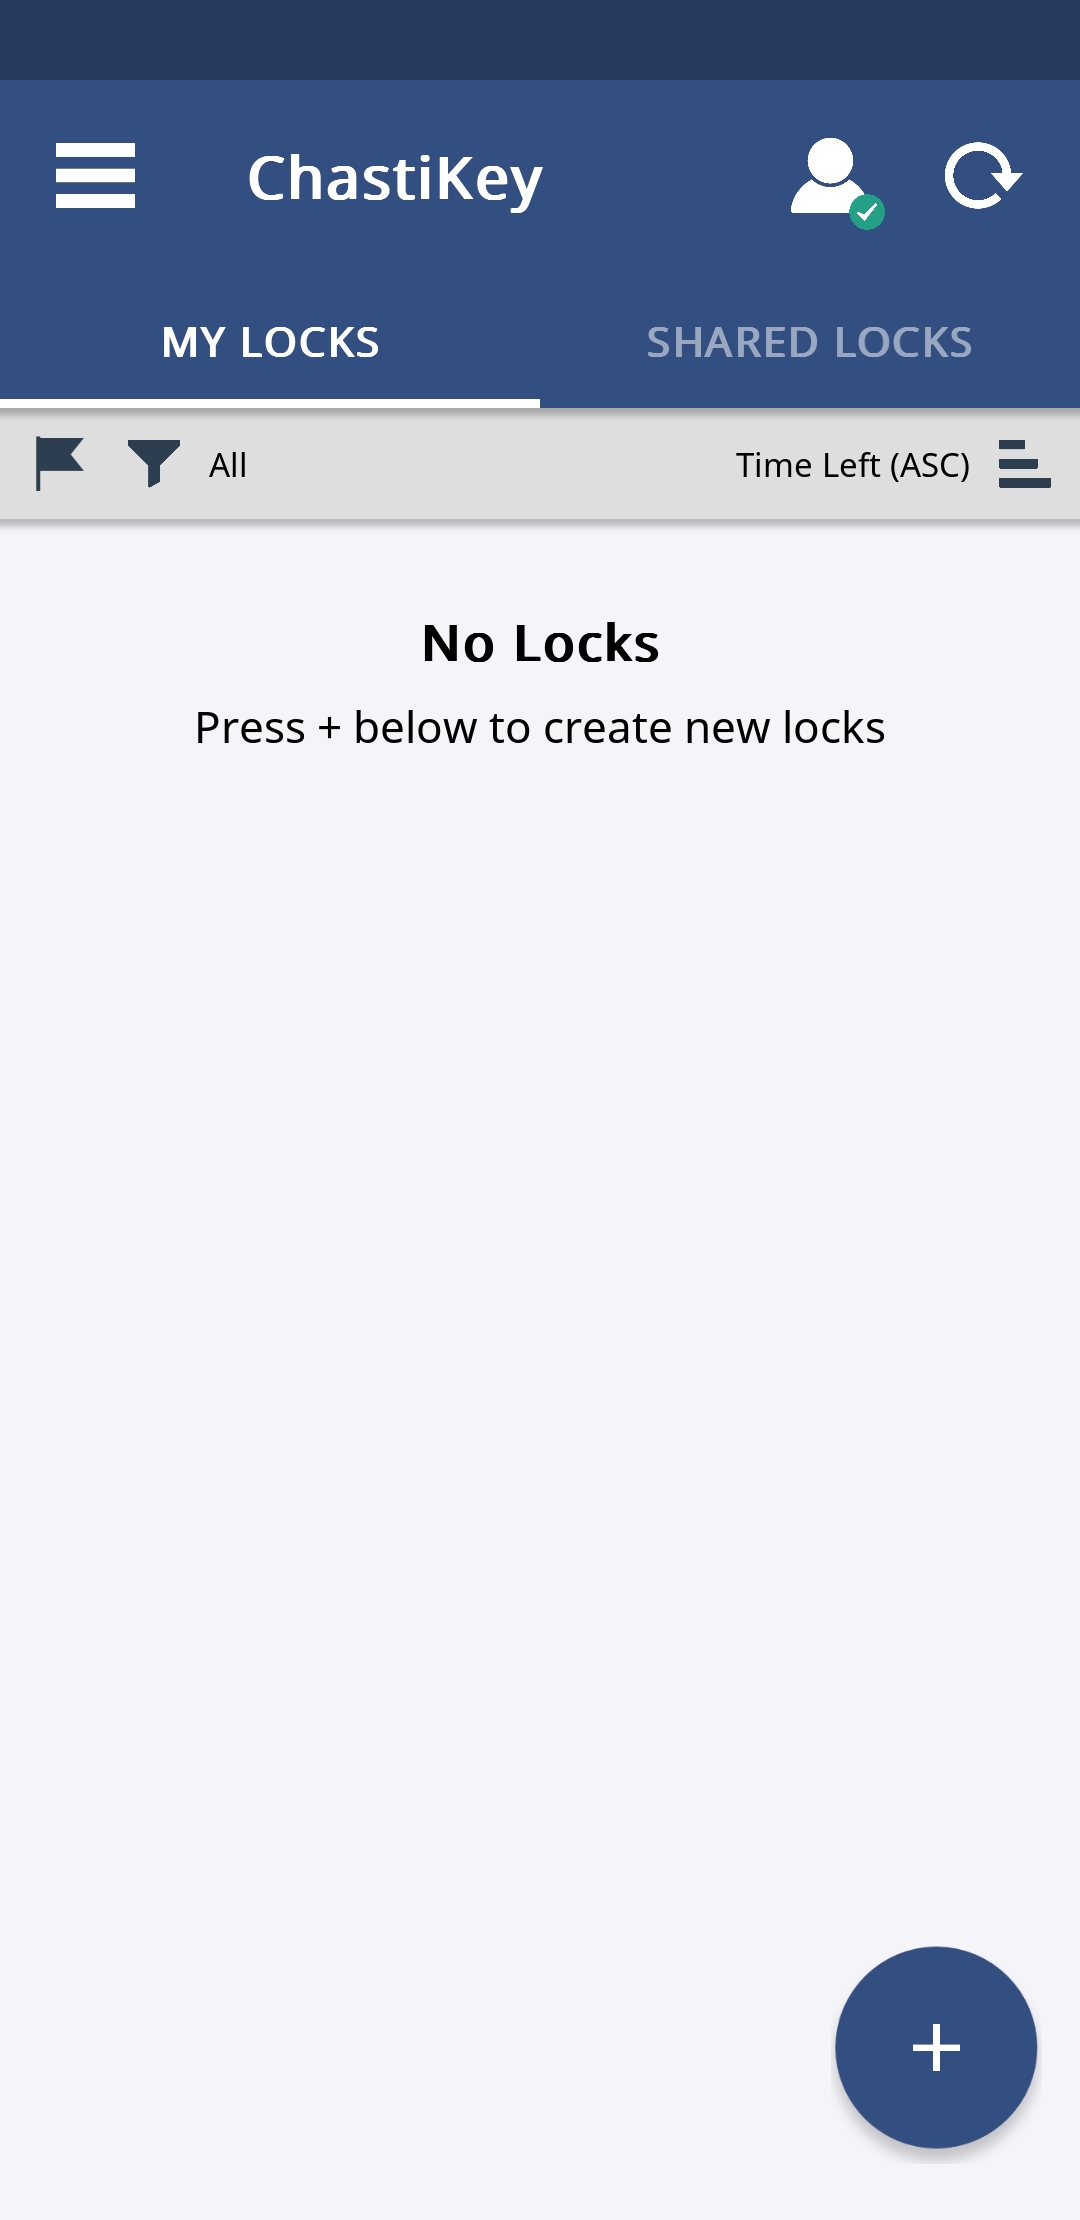 ChastiKey
MY LOCKS
SHARED LOCKS
All
Time Left (ASC)
No Locks
Press + below to create new locks
+